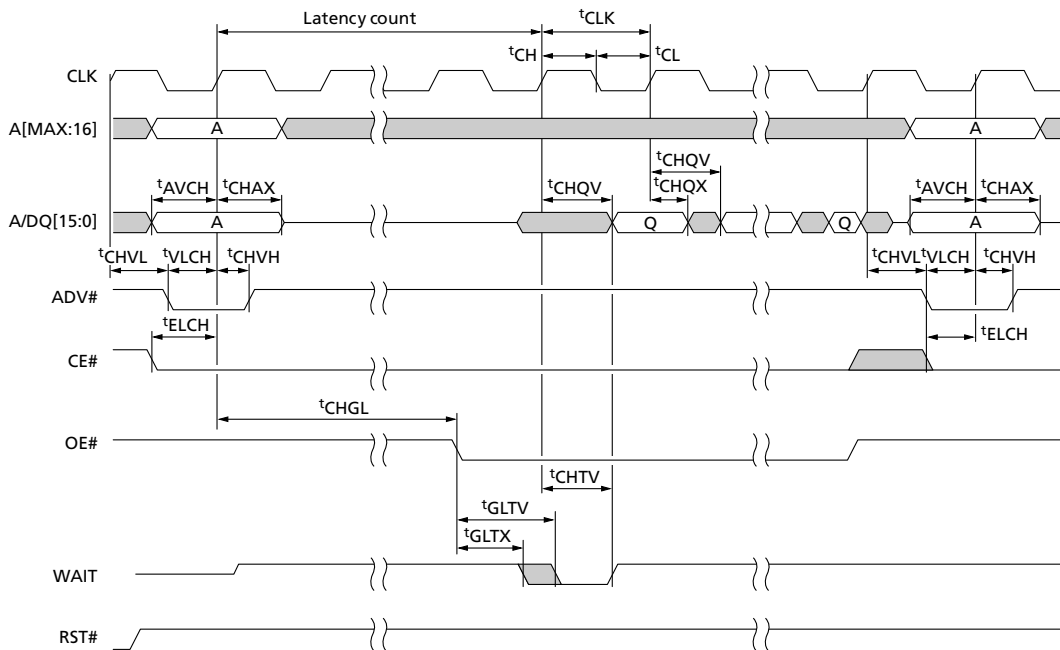 Latency count
tCLK
tCH
tCL
CLK
A[MAX:16]
A
A
tCHQV
tAVCH
tCHAX
tCHQV
tCHQX
tAVCH
tCHAX
A/DQ[15:0]
A
Q
Q
A
tCHVL
tVLCH
tCHVH
tCHVL
tVLCH
tCHVH
ADV#
tELCH
tELCH
CE#
tCHGL
OE#
tCHTV
tGLTV
tGLTX
WAIT
RST#